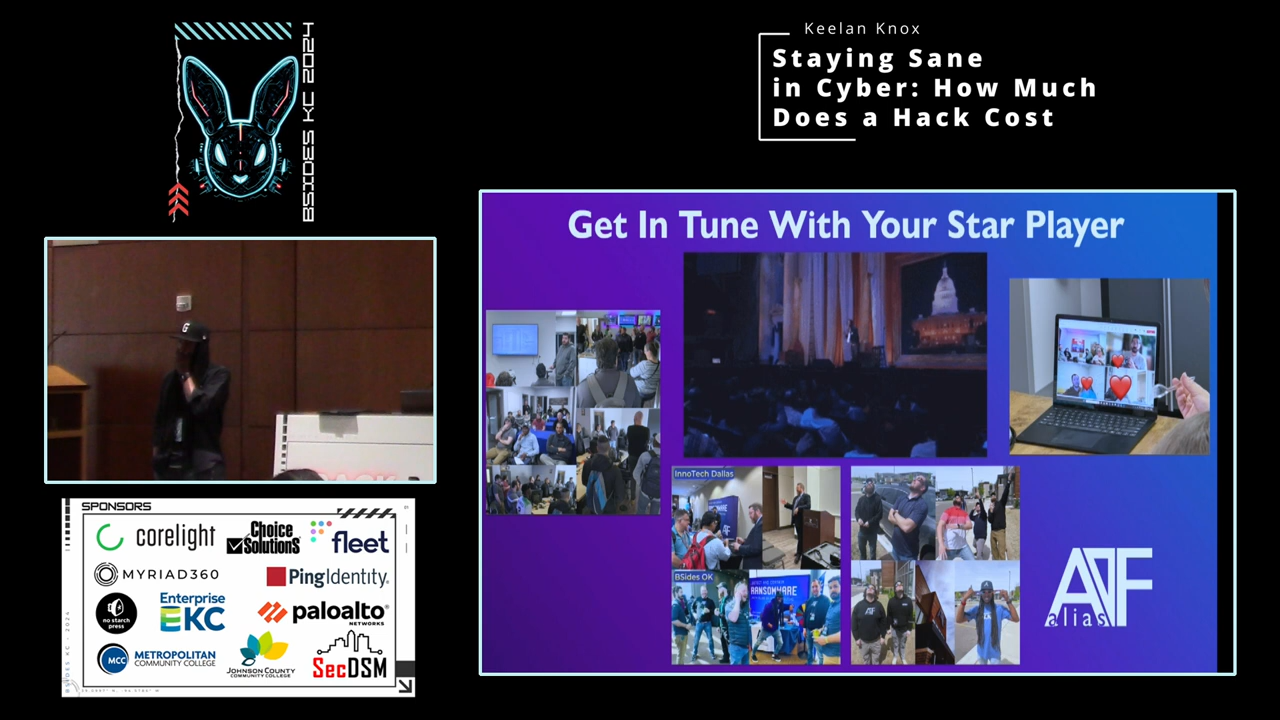 BSIDES KC 2024
Keelan Knox
Staying Sane
in Cyber: How Much
Does a Hack Cost
Get In Tune With Your Star Player
InnoTech Dallas
BSides OK
RANSOMWARE
alias
G
SPONSORS
corelight
Choice
Solutions
fleet
MYRIAD360
PingIdentity
no starch
press
Enterprise
KC
paloalto
NETWORKS
MCC
METROPOLITAN
COMMUNITY COLLEGE
JOHNSON COUNTY
COMMUNITY COLLEGE
SecDSM